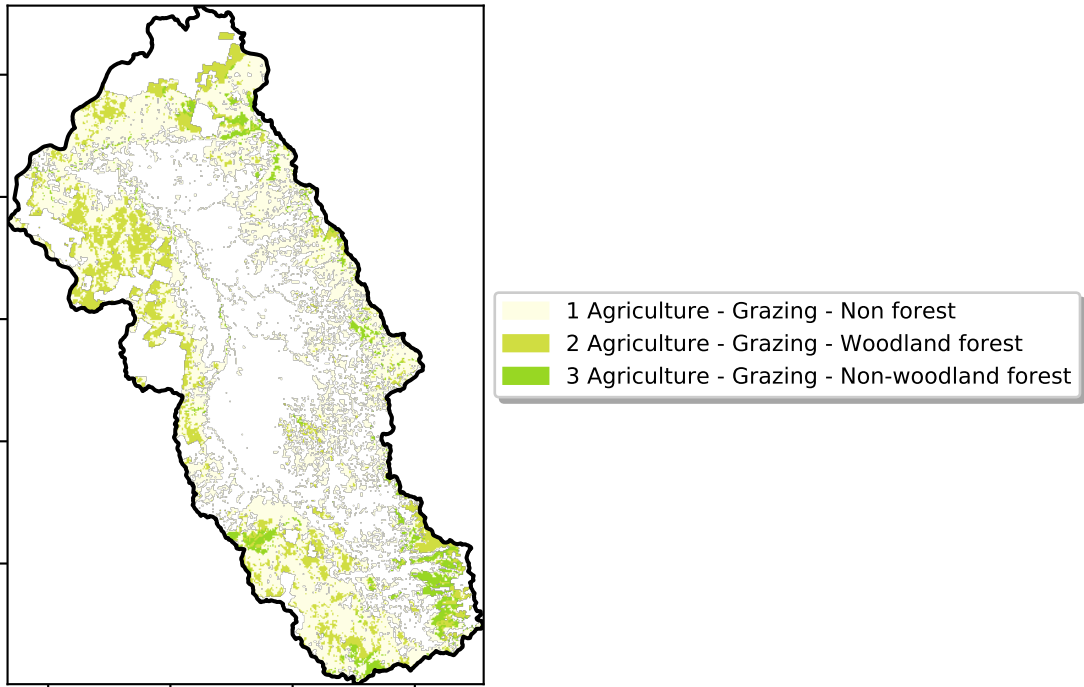 1 Agriculture - Grazing - Non forest
2 Agriculture - Grazing - Woodland forest
3 Agriculture - Grazing - Non-woodland forest